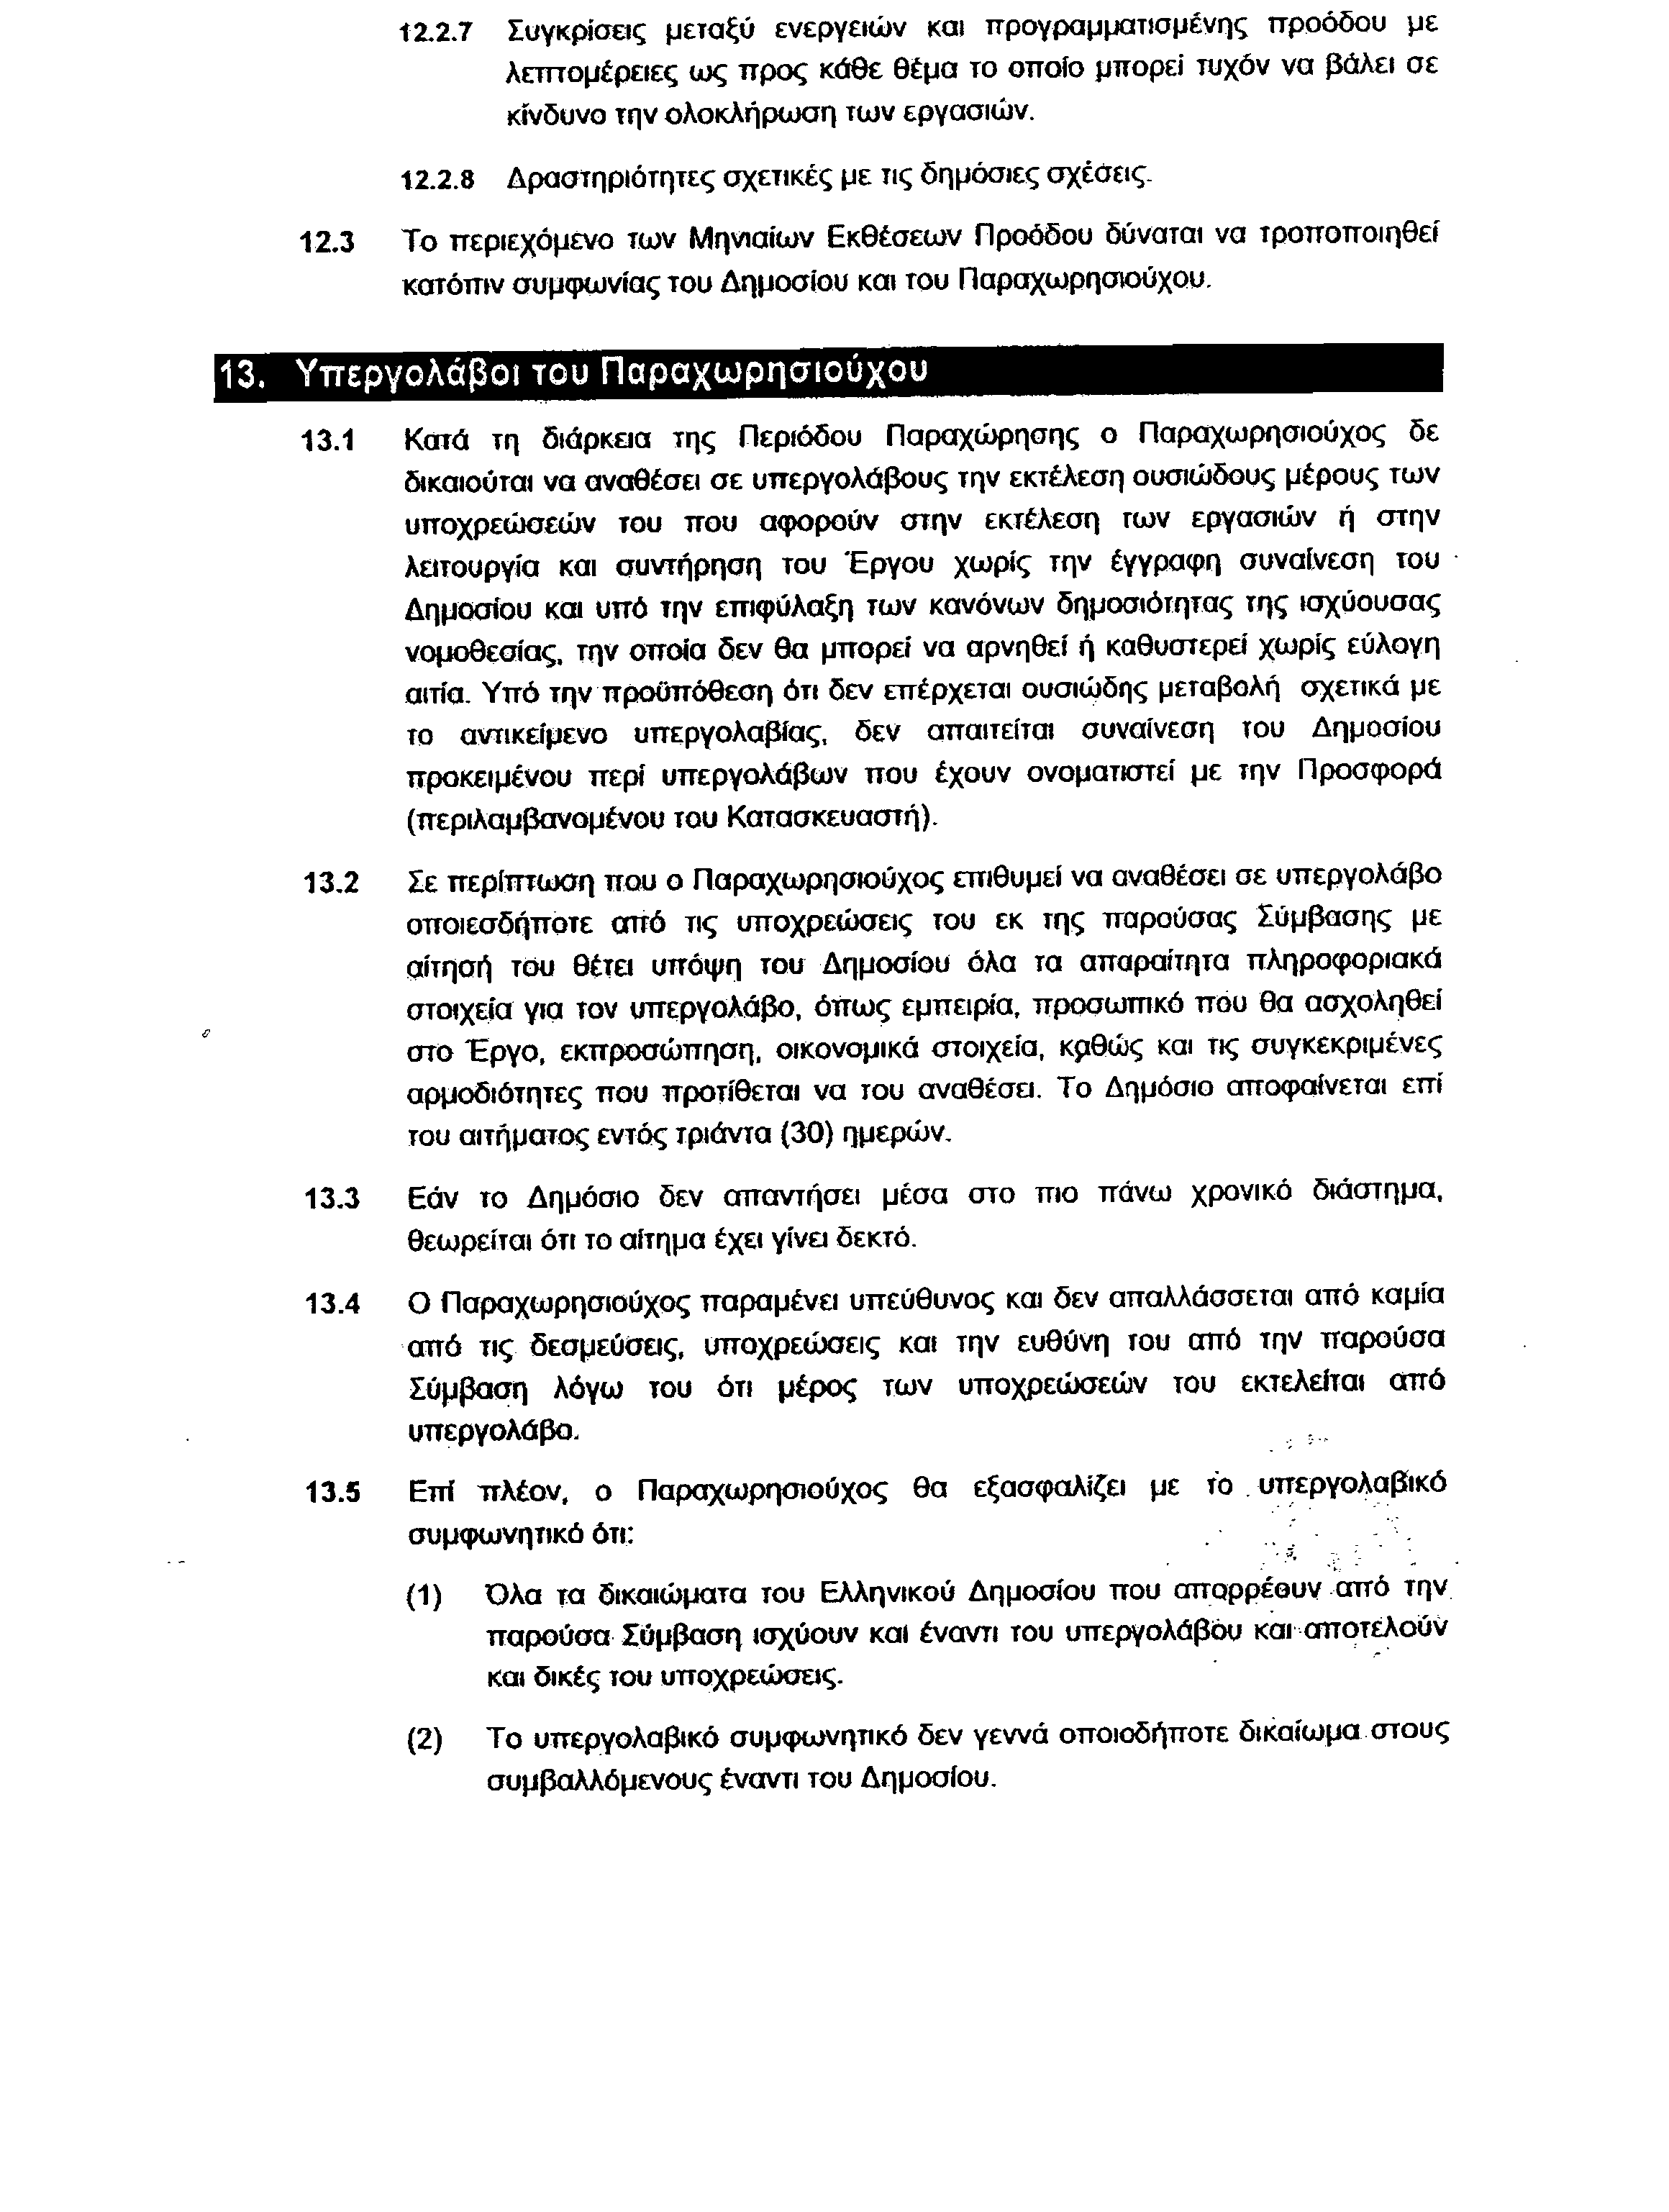 12.2.7 Συγκρίσεις μεταξύ ενεργειών και προγραμματισμένης προόδου με
λεπτομέρειες ως προς κάθε θέμα το οποίο μπορεί τυχόν να βάλει σε
κίνδυνο την ολοκλήρωση των εργασιών.
12.2.8 Δραστηριότητες σχετικές με τις δημόσιες σχέσεις.
12.3 Το περιεχόμενο των Μηνιαίων Εκθέσεων Προόδου δύναται να τροποποιηθεί
κατόπιν συμφωνίας του Δημοσίου και του Παραχωρησιούχου.
13. Υπεργολάβοι του Παραχωρησιούχου
13.1 Κατά τη διάρκεια της Περιόδου Παραχώρησης ο Παραχωρησιούχος δε
δικαιούται να αναθέσει σε υπεργολάβους την εκτέλεση ουσιώδους μέρους των
υποχρεώσεών του που αφορούν στην εκτέλεση των εργασιών ή στην
λειτουργία και συντήρηση του Έργου χωρίς την έγγραφη συναίνεση του
Δημοσίου και υπό την επιφύλαξη των κανόνων δημοσιότητας της ισχύουσας
νομοθεσίας, την οποία δεν θα μπορεί να αρνηθεί ή καθυστερεί χωρίς εύλογη
αιτία. Υπό την προϋπόθεση ότι δεν επέρχεται ουσιώδης μεταβολή σχετικά με
το αντικείμενο υπεργολαβίας, δεν απαιτείται συναίνεση του Δημοσίου
προκειμένου περί υπεργολάβων που έχουν ονοματιστεί με την Προσφορά
(περιλαμβανομένου του Κατασκευαστή).
13.2 Σε περίπτωση που ο Παραχωρησιούχος επιθυμεί να αναθέσει σε υπεργολάβο
οποιεσδήποτε από τις υποχρεώσεις του εκ της παρούσας Σύμβασης με
αίτησή του θέτει υπόψη του Δημοσίου όλα τα απαραίτητα πληροφοριακά
στοιχεία για τον υπεργολάβο, όπως εμπειρία, προσωπικό που θα ασχοληθεί
στο Έργο, εκπροσώπηση, οικονομικά στοιχεία, καθώς και τις συγκεκριμένες
αρμοδιότητες που προτίθεται να του αναθέσει. Το Δημόσιο αποφαίνεται επί
του αιτήματος εντός τριάντα (30) ημερών.
13.3 Εάν το Δημόσιο δεν απαντήσει μέσα στο πιο πάνω χρονικό διάστημα,
θεωρείται ότι το αίτημα έχει γίνει δεκτό.
13.4 Ο Παραχωρησιούχος παραμένει υπεύθυνος και δεν απαλλάσσεται από καμία
από τις δεσμεύσεις, υποχρεώσεις και την ευθύνη του από την παρούσα
Σύμβαση λόγω του ότι μέρος των υποχρεώσεών του εκτελείται από
υπεργολάβο.
13.5 Επί πλέον, ο Παραχωρησιούχος θα εξασφαλίζει με το υπεργολαβικό
συμφωνητικό ότι:
(1) Όλα τα δικαιώματα του Ελληνικού Δημοσίου που απορρέουν από την
παρούσα Σύμβαση ισχύουν και έναντι του υπεργολάβου και αποτελούν
και δικές του υποχρεώσεις.
(2) Το υπεργολαβικό συμφωνητικό δεν γεννά οποιοδήποτε δικαίωμα στους
συμβαλλόμενους έναντι του Δημοσίου.